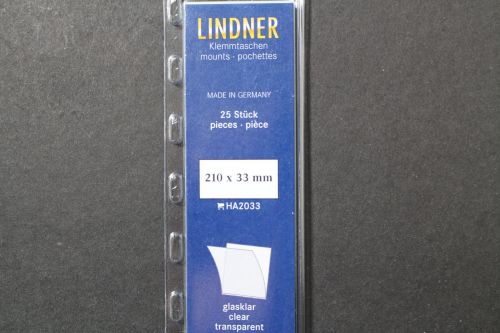 LINDNER
Klemmtaschen
mounts · pochettes
MADE IN GERMANY
25 Stück
pieces · pièce
210 x 33 mm
HA2033
glasklar
clear
transparent